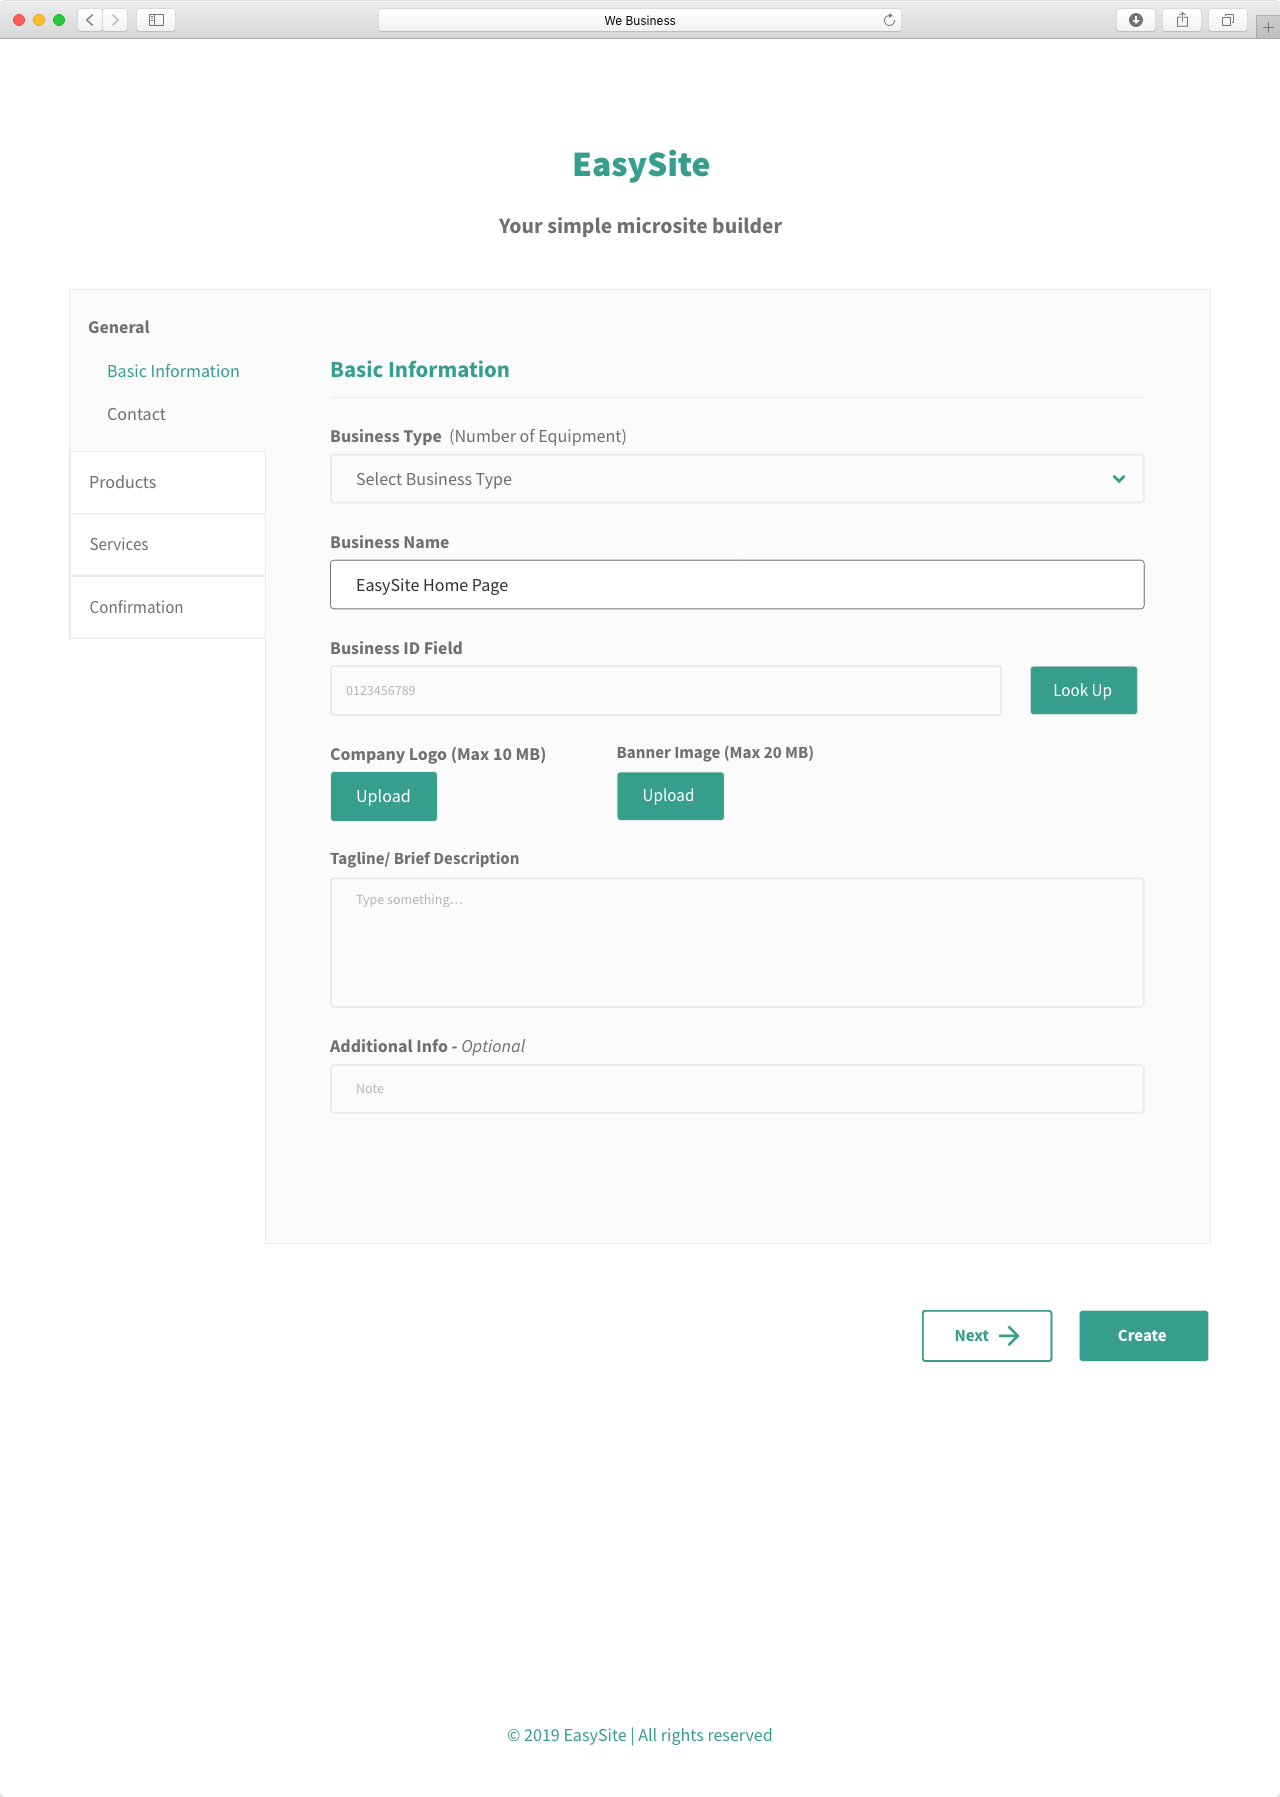 We Business
EasySite
Your simple microsite builder
General
Basic Information
Contact
Products
Services
Confirmation
Basic Information
Business Type (Number of Equipment)
Select Business Type
Business Name
EasySite Home Page
Business ID Field
0123456789
Look Up
Company Logo (Max 10 MB)
Banner Image (Max 20 MB)
Upload
Upload
Tagline/ Brief Description
Type something...
Additional Info - Optional
Note
Next
Create
© 2019 EasySite | All rights reserved